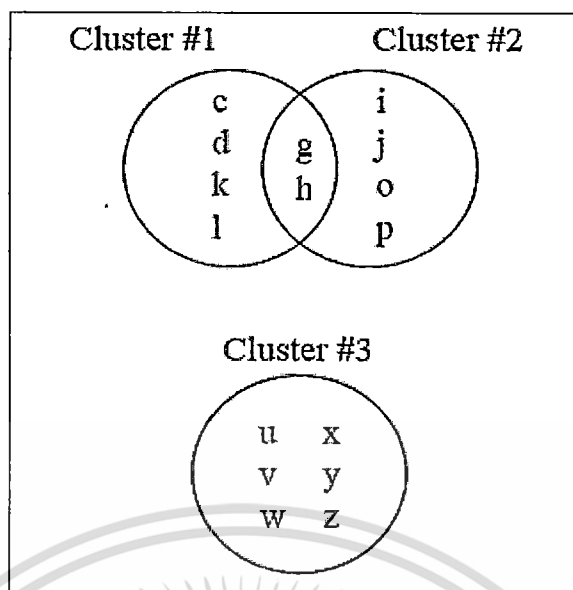 Cluster #1 Cluster #2
c i
d g j
k h o
l p
Cluster #3
u x
v y
w z